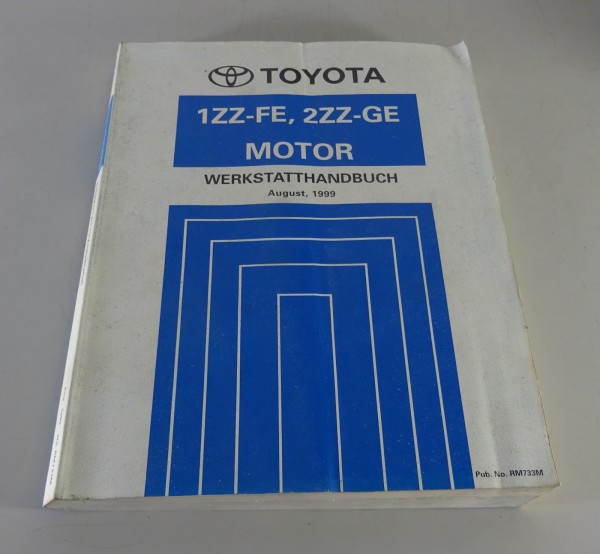 TOYOTA
1ZZ-FE, 2ZZ-GE
MOTOR
WERKSTATTHANDBUCH
August, 1999
Pub. No. RM733M